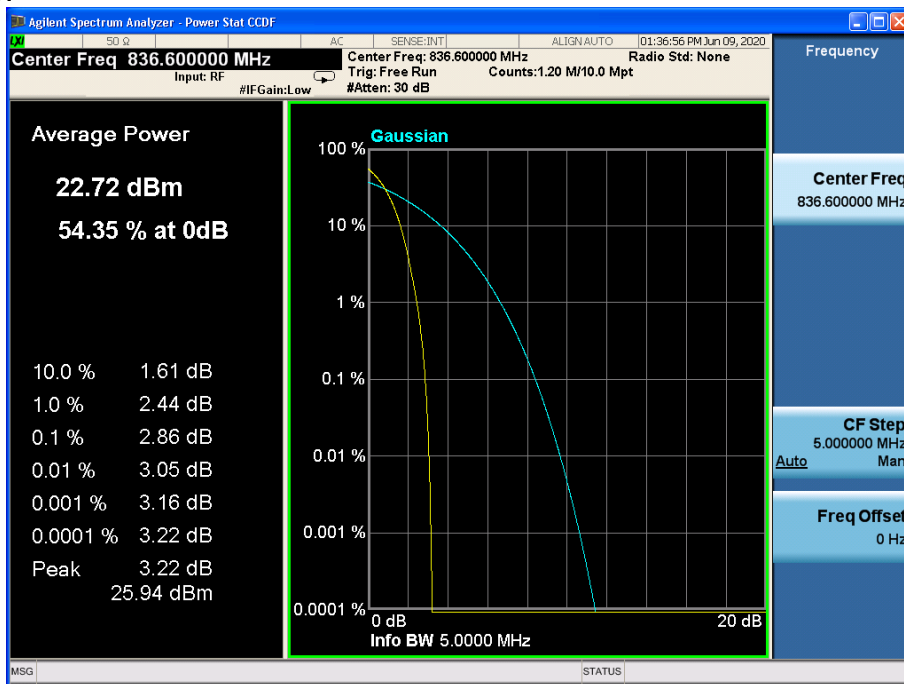 Agilent Spectrum Analyzer - Power Stat CCDF
LXI 50 Ω AC SENSE:INT ALIGN AUTO 01:36:56 PM Jun 09, 2020
Center Freq 836.600000 MHz
Input: RF
#IFGain:Low
Center Freq: 836.600000 MHz Radio Std: None
Trig: Free Run Counts:1.20 M/10.0 Mpt
#Atten: 30 dB
Average Power
22.72 dBm
54.35 % at 0dB
10.0 % 1.61 dB
1.0 % 2.44 dB
0.1 % 2.86 dB
0.01 % 3.05 dB
0.001 % 3.16 dB
0.0001 % 3.22 dB
Peak 3.22 dB
25.94 dBm
Gaussian
100 %
10 %
1 %
0.1 %
0.01 %
0.001 %
0.0001 %
0 dB 20 dB
Info BW 5.0000 MHz
Frequency
Center Freq
836.600000 MHz
CF Step
5.000000 MHz
Auto Man
Freq Offset
0 Hz
MSG STATUS